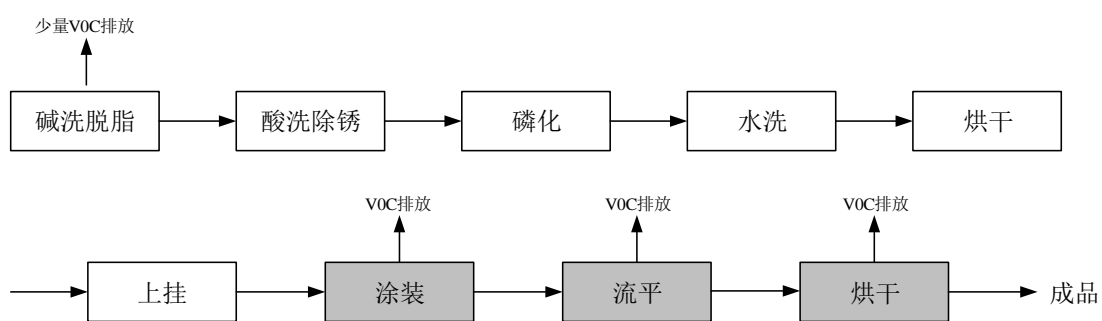 少量V0C排放
碱洗脱脂
酸洗除锈
磷化
水洗
烘干
V0C排放
V0C排放
V0C排放
上挂
涂装
流平
烘干
成品